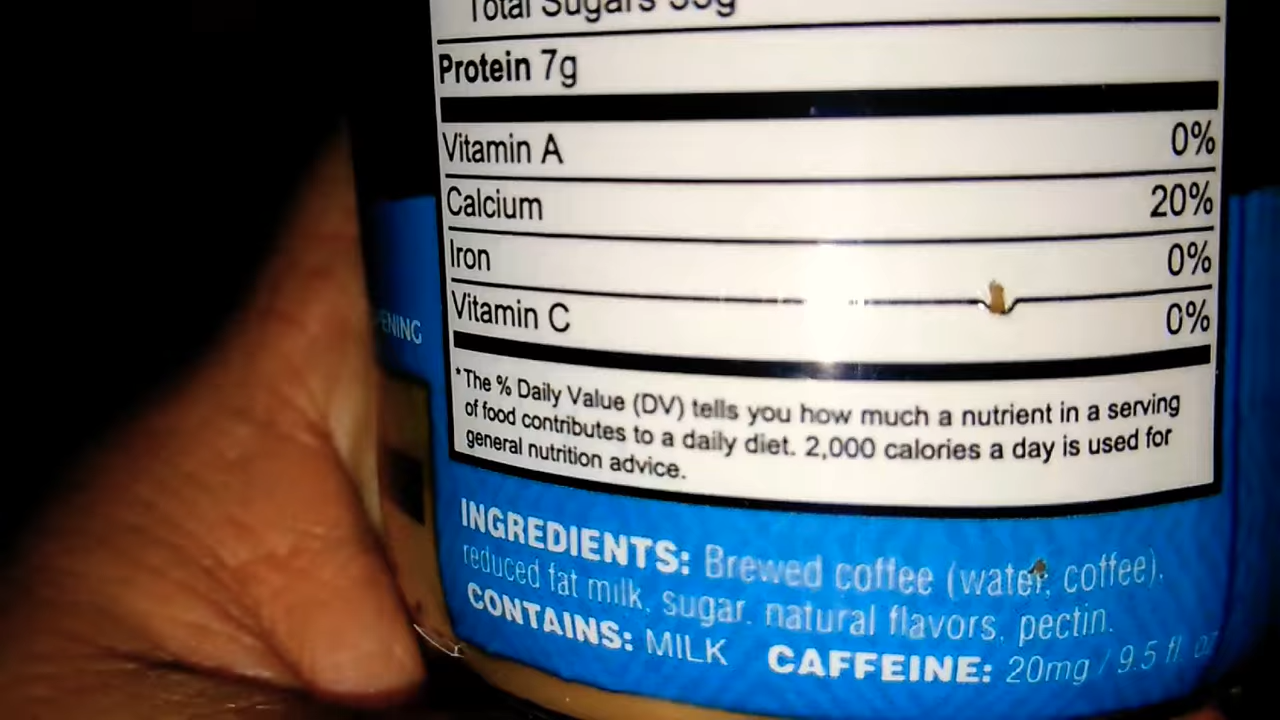 Total Sugars
Protein 7g
Vitamin A 0%
Calcium 20%
Iron 0%
Vitamin C 0%
*The % Daily Value (DV) tells you how much a nutrient in a serving
of food contributes to a daily diet. 2,000 calories a day is used for
general nutrition advice.
INGREDIENTS: Brewed coffee (water, coffee),
reduced fat milk, sugar, natural flavors, pectin.
CONTAINS: MILK CAFFEINE: 20mg / 9.5 fl. oz